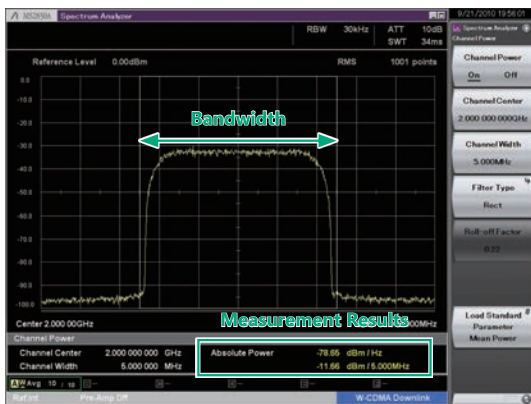 MS2830A Spectrum Analyzer
9/21/2010 19:56:01
RBW 30kHz ATT 10dB
SWT 34ms
Reference Level 0.00dBm RMS 1001 points
0.0
-10.0
-20.0
-30.0
-40.0
-50.0
-60.0
-70.0
-80.0
-90.0
-100.0
Bandwidth
Measurement Results
Center 2.000 00GHz
MHz
Channel Power
Channel Center 2.000 000 000 GHz Absolute Power -78.65 dBm / Hz
Channel Width 5.000 000 MHz -11.66 dBm / 5.000MHz
AW Avg 10 / 10
Ref.Int Pre-Amp Off W-CDMA Downlink
Spectrum Analyzer
Channel Power
Channel Power
On Off
Channel Center
2.000 000 000GHz
Channel Width
5.000MHz
Filter Type
Rect
Roll-off Factor
0.22
Load Standard
Parameter
Mean Power